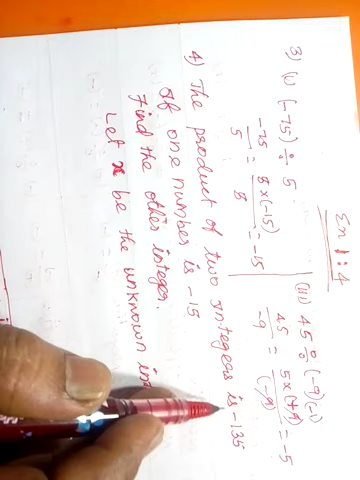 Ex 1:4
3) (i) (-75) ÷ 5
-75/5 = 5×(-15)/5 = -15
(iii) 45 ÷ (-9)
45/-9 = 5×(+9)/(-9) = -5
4) The product of two integers is -135
If one number is -15
Find the other integer.
Let x be the unknown